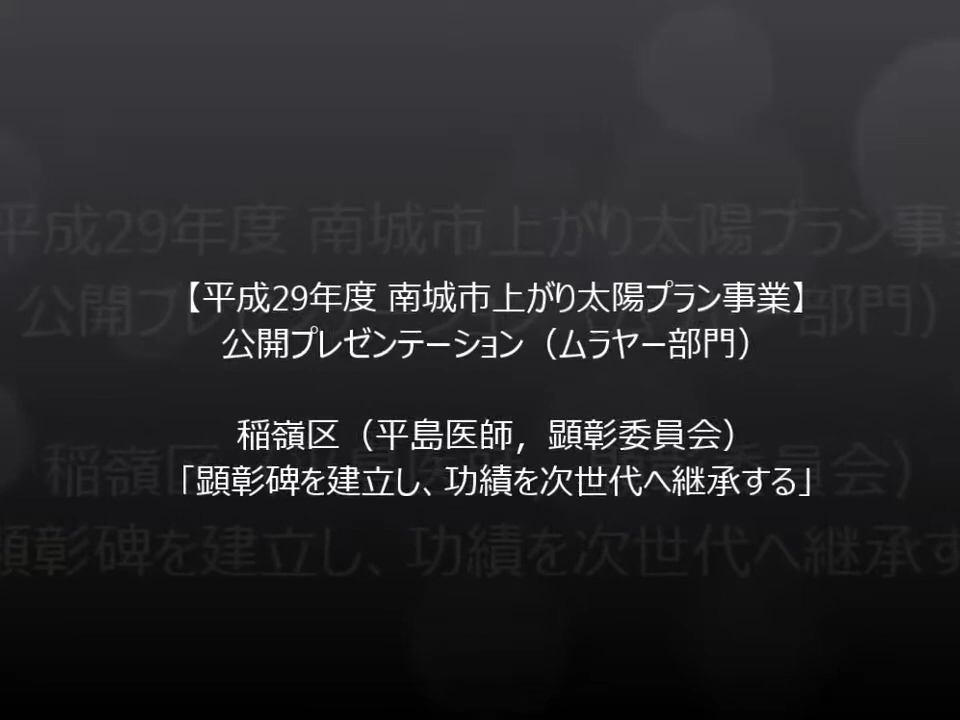 【平成29年度 南城市上がり太陽プラン事業】
公開プレゼンテーション（ムラヤー部門）
稲嶺区（平島医師，顕彰委員会）
「顕彰碑を建立し、功績を次世代へ継承する」